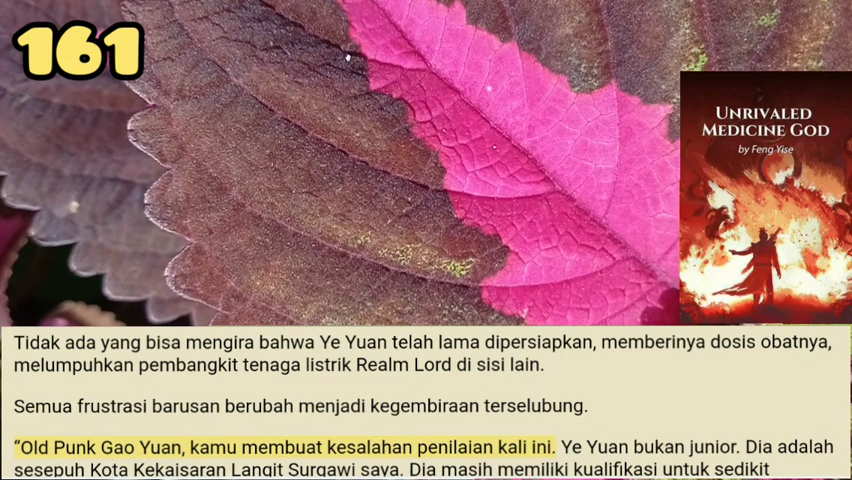 161
UNRIVALED
MEDICINE GOD
by Feng Yise
Tidak ada yang bisa mengira bahwa Ye Yuan telah lama dipersiapkan, memberinya dosis obatnya,
melumpuhkan pembangkit tenaga listrik Realm Lord di sisi lain.
Semua frustrasi barusan berubah menjadi kegembiraan terselubung.
“Old Punk Gao Yuan, kamu membuat kesalahan penilaian kali ini. Ye Yuan bukan junior. Dia adalah
sesepuh Kota Kekaisaran Langit Surgawi saya. Dia masih memiliki kualifikasi untuk sedikit